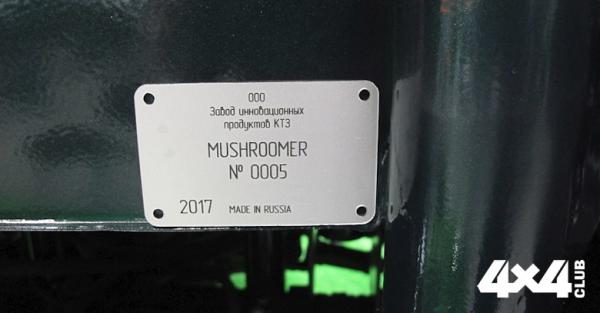 ООО
Завод инновационных
продуктов КТЗ
MUSHROOMER
№ 0005
2017 MADE IN RUSSIA
4x4
CLUB